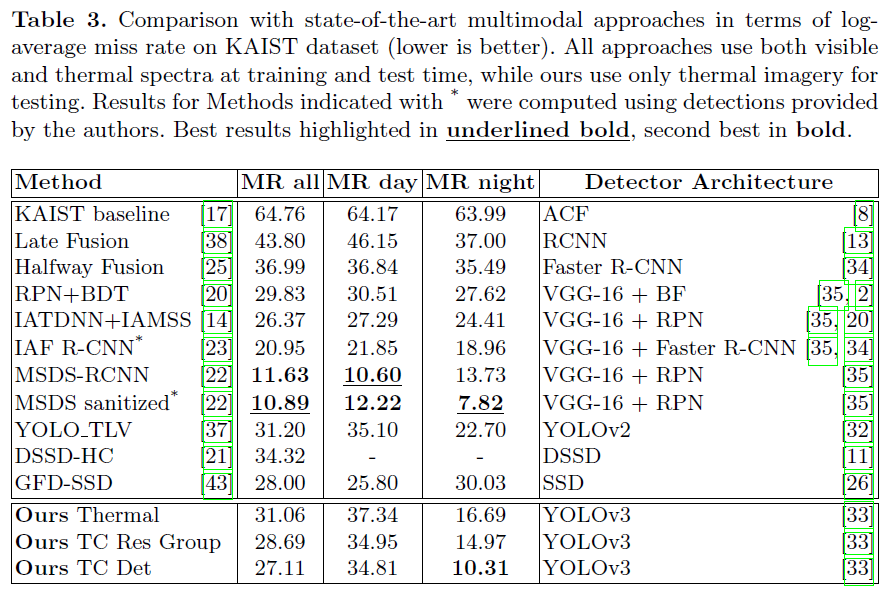 Table 3. Comparison with state-of-the-art multimodal approaches in terms of log-
average miss rate on KAIST dataset (lower is better). All approaches use both visible
and thermal spectra at training and test time, while ours use only thermal imagery for
testing. Results for Methods indicated with * were computed using detections provided
by the authors. Best results highlighted in underlined bold, second best in bold.
Method MR all MR day MR night Detector Architecture
KAIST baseline [17] 64.76 64.17 63.99 ACF [8]
Late Fusion [38] 43.80 46.15 37.00 RCNN [13]
Halfway Fusion [25] 36.99 36.84 35.49 Faster R-CNN [34]
RPN+BDT [20] 29.83 30.51 27.62 VGG-16 + BF [35, 2]
IATDNN+IAMSS [14] 26.37 27.29 24.41 VGG-16 + RPN [35, 20]
IAF R-CNN* [23] 20.95 21.85 18.96 VGG-16 + Faster R-CNN [35, 34]
MSDS-RCNN [22] 11.63 10.60 13.73 VGG-16 + RPN [35]
MSDS sanitized* [22] 10.89 12.22 7.82 VGG-16 + RPN [35]
YOLO_TLV [37] 31.20 35.10 22.70 YOLOv2 [32]
DSSD-HC [21] 34.32 - - DSSD [11]
GFD-SSD [43] 28.00 25.80 30.03 SSD [26]
Ours Thermal 31.06 37.34 16.69 YOLOv3 [33]
Ours TC Res Group 28.69 34.95 14.97 YOLOv3 [33]
Ours TC Det 27.11 34.81 10.31 YOLOv3 [33]